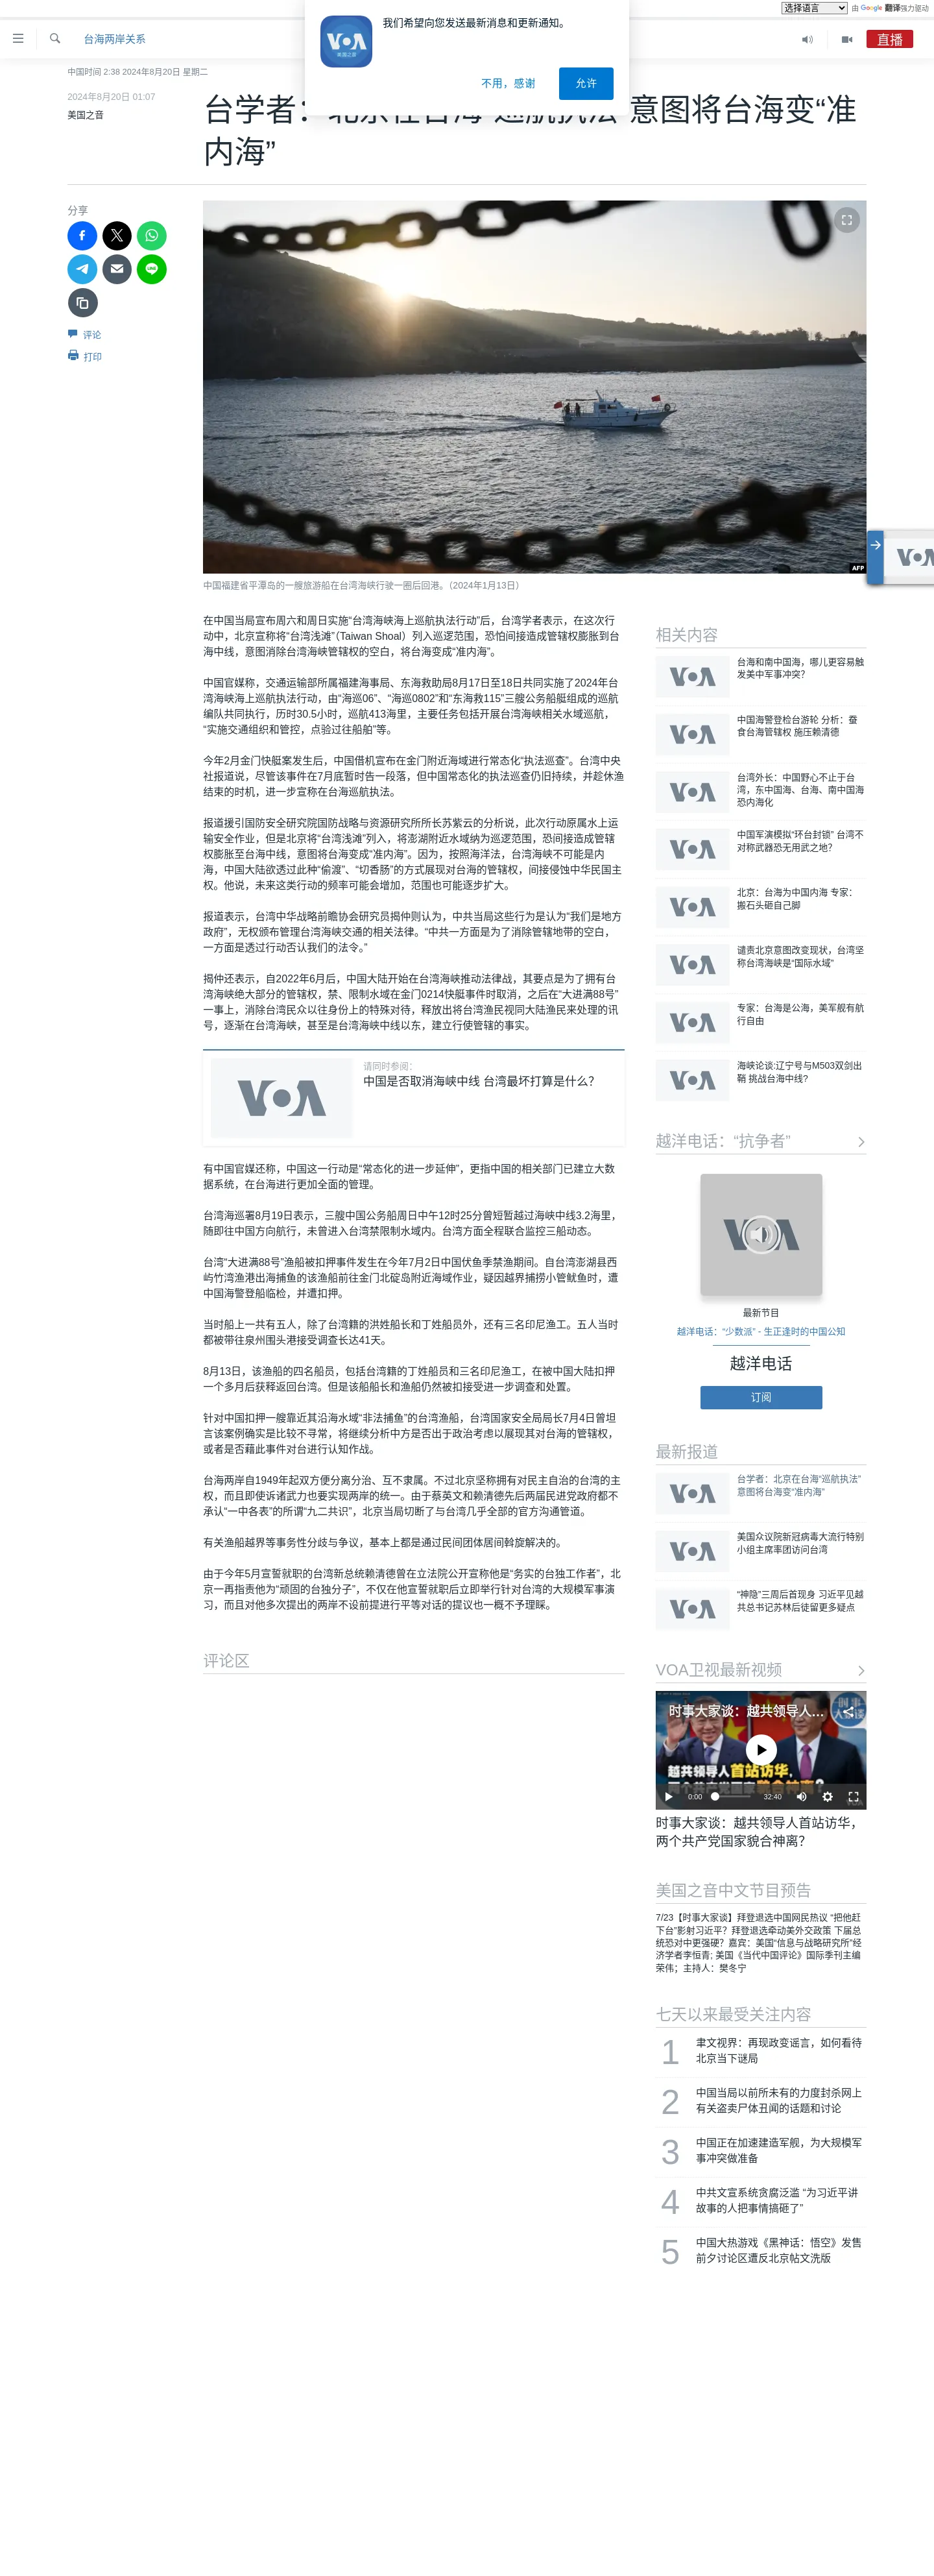 选择语言
由 Google 翻译强力驱动
我们希望向您发送最新消息和更新通知。
VOA
美国之音
不用，感谢
允许
台海两岸关系
直播
中国时间 2:38 2024年8月20日 星期二
2024年8月20日 01:07
美国之音
台学者：北京在台海“巡航执法”意图将台海变“准
内海”
分享
评论
打印
AFP
中国福建省平潭岛的一艘旅游船在台湾海峡行驶一圈后回港。（2024年1月13日）
在中国当局宣布周六和周日实施“台湾海峡海上巡航执法行动”后，台湾学者表示，在这次行
动中，北京宣称将“台湾浅滩”（Taiwan Shoal）列入巡逻范围，恐怕间接造成管辖权膨胀到台
海中线，意图消除台湾海峡管辖权的空白，将台海变成“准内海”。
中国官媒称，交通运输部所属福建海事局、东海救助局8月17日至18日共同实施了2024年台
湾海峡海上巡航执法行动，由“海巡06”、“海巡0802”和“东海救115”三艘公务船艇组成的巡航
编队共同执行，历时30.5小时，巡航413海里，主要任务包括开展台湾海峡相关水域巡航，
“实施交通组织和管控，点验过往船舶”等。
今年2月金门快艇案发生后，中国借机宣布在金门附近海域进行常态化“执法巡查”。台湾中央
社报道说，尽管该事件在7月底暂时告一段落，但中国常态化的执法巡查仍旧持续，并趁休渔
结束的时机，进一步宣称在台海巡航执法。
报道援引国防安全研究院国防战略与资源研究所所长苏紫云的分析说，此次行动原属水上运
输安全作业，但是北京将“台湾浅滩”列入，将澎湖附近水域纳为巡逻范围，恐间接造成管辖
权膨胀至台海中线，意图将台海变成“准内海”。因为，按照海洋法，台湾海峡不可能是内
海，中国大陆欲透过此种“偷渡”、“切香肠”的方式展现对台海的管辖权，间接侵蚀中华民国主
权。他说，未来这类行动的频率可能会增加，范围也可能逐步扩大。
报道表示，台湾中华战略前瞻协会研究员揭仲则认为，中共当局这些行为是认为“我们是地方
政府”，无权颁布管理台湾海峡交通的相关法律。“中共一方面是为了消除管辖地带的空白，
一方面是透过行动否认我们的法令。”
揭仲还表示，自2022年6月后，中国大陆开始在台湾海峡推动法律战，其要点是为了拥有台
湾海峡绝大部分的管辖权，禁、限制水域在金门0214快艇事件时取消，之后在“大进满88号”
一事上，消除台湾民众以往身份上的特殊对待，释放出将台湾渔民视同大陆渔民来处理的讯
号，逐渐在台湾海峡，甚至是台湾海峡中线以东，建立行使管辖的事实。
VOA
请同时参阅：
中国是否取消海峡中线 台湾最坏打算是什么？
有中国官媒还称，中国这一行动是“常态化的进一步延伸”，更指中国的相关部门已建立大数
据系统，在台海进行更加全面的管理。
台湾海巡署8月19日表示，三艘中国公务船周日中午12时25分曾短暂越过海峡中线3.2海里，
随即往中国方向航行，未曾进入台湾禁限制水域内。台湾方面全程联合监控三船动态。
台湾“大进满88号”渔船被扣押事件发生在今年7月2日中国伏鱼季禁渔期间。自台湾澎湖县西
屿竹湾渔港出海捕鱼的该渔船前往金门北碇岛附近海域作业，疑因越界捕捞小管鱿鱼时，遭
中国海警登船临检，并遭扣押。
当时船上一共有五人，除了台湾籍的洪姓船长和丁姓船员外，还有三名印尼渔工。五人当时
都被带往泉州围头港接受调查长达41天。
8月13日，该渔船的四名船员，包括台湾籍的丁姓船员和三名印尼渔工，在被中国大陆扣押
一个多月后获释返回台湾。但是该船船长和渔船仍然被扣接受进一步调查和处置。
针对中国扣押一艘靠近其沿海水域“非法捕鱼”的台湾渔船，台湾国家安全局局长7月4日曾坦
言该案例确实是比较不寻常，将继续分析中方是否出于政治考虑以展现其对台海的管辖权，
或者是否藉此事件对台进行认知作战。
台海两岸自1949年起双方便分离分治、互不隶属。不过北京坚称拥有对民主自治的台湾的主
权，而且即使诉诸武力也要实现两岸的统一。由于蔡英文和赖清德先后两届民进党政府都不
承认“一中各表”的所谓“九二共识”，北京当局切断了与台湾几乎全部的官方沟通管道。
有关渔船越界等事务性分歧与争议，基本上都是通过民间团体居间斡旋解决的。
由于今年5月宣誓就职的台湾新总统赖清德曾在立法院公开宣称他是“务实的台独工作者”，北
京一再指责他为“顽固的台独分子”，不仅在他宣誓就职后立即举行针对台湾的大规模军事演
习，而且对他多次提出的两岸不设前提进行平等对话的提议也一概不予理睬。
评论区
相关内容
VOA
台海和南中国海，哪儿更容易触
发美中军事冲突？
VOA
中国海警登检台游轮 分析：蚕
食台海管辖权 施压赖清德
VOA
台湾外长：中国野心不止于台
湾，东中国海、台海、南中国海
恐内海化
VOA
中国军演模拟“环台封锁” 台湾不
对称武器恐无用武之地？
VOA
北京：台海为中国内海 专家：
搬石头砸自己脚
VOA
谴责北京意图改变现状，台湾坚
称台湾海峡是“国际水域”
VOA
专家：台海是公海，美军舰有航
行自由
VOA
海峡论谈:辽宁号与M503双剑出
鞘 挑战台海中线?
越洋电话：“抗争者”
VOA
最新节目
越洋电话：“少数派” - 生正逢时的中国公知
越洋电话
订阅
最新报道
VOA
台学者：北京在台海“巡航执法”
意图将台海变“准内海”
VOA
美国众议院新冠病毒大流行特别
小组主席率团访问台湾
VOA
“神隐”三周后首现身 习近平见越
共总书记苏林后徒留更多疑点
VOA卫视最新视频
时事大家谈：越共领导人…
越共领导人首站访华，
0:00
32:40
时事大家谈：越共领导人首站访华，
两个共产党国家貌合神离？
美国之音中文节目预告
7/23【时事大家谈】拜登退选中国网民热议 “把他赶
下台”影射习近平？拜登退选牵动美外交政策 下届总
统恐对中更强硬？嘉宾：美国“信息与战略研究所”经
济学者李恒青; 美国《当代中国评论》国际季刊主编
荣伟；主持人：樊冬宁
七天以来最受关注内容
1
聿文视界：再现政变谣言，如何看待
北京当下谜局
2
中国当局以前所未有的力度封杀网上
有关盗卖尸体丑闻的话题和讨论
3
中国正在加速建造军舰，为大规模军
事冲突做准备
4
中共文宣系统贪腐泛滥 “为习近平讲
故事的人把事情搞砸了”
5
中国大热游戏《黑神话：悟空》发售
前夕讨论区遭反北京帖文洗版